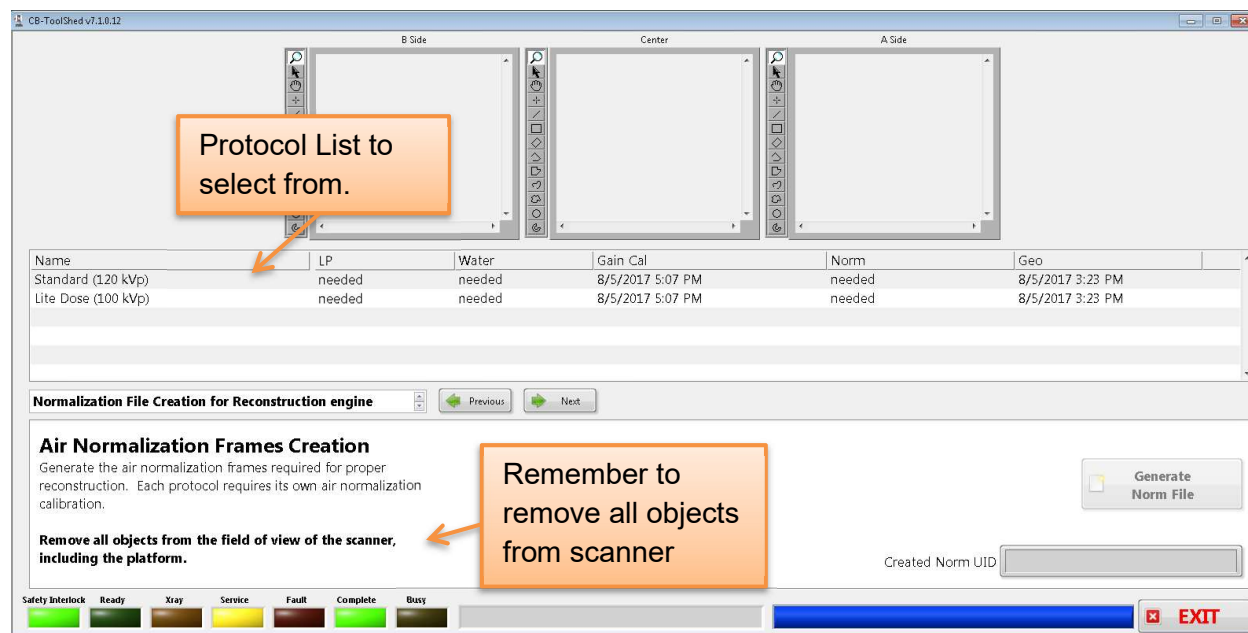 CB-ToolShed v7.1.0.12
B Side
Center
A Side
Protocol List to
select from.
Name LP Water Gain Cal Norm Geo
Standard (120 kVp) needed needed 8/5/2017 5:07 PM needed 8/5/2017 3:23 PM
Lite Dose (100 kVp) needed needed 8/5/2017 5:07 PM needed 8/5/2017 3:23 PM
Normalization File Creation for Reconstruction engine
Previous
Next
Air Normalization Frames Creation
Generate the air normalization frames required for proper
reconstruction. Each protocol requires its own air normalization
calibration.
Remove all objects from the field of view of the scanner,
including the platform.
Remember to
remove all objects
from scanner
Generate
Norm File
Created Norm UID
Safety Interlock
Ready
Xray
Service
Fault
Complete
Busy
EXIT